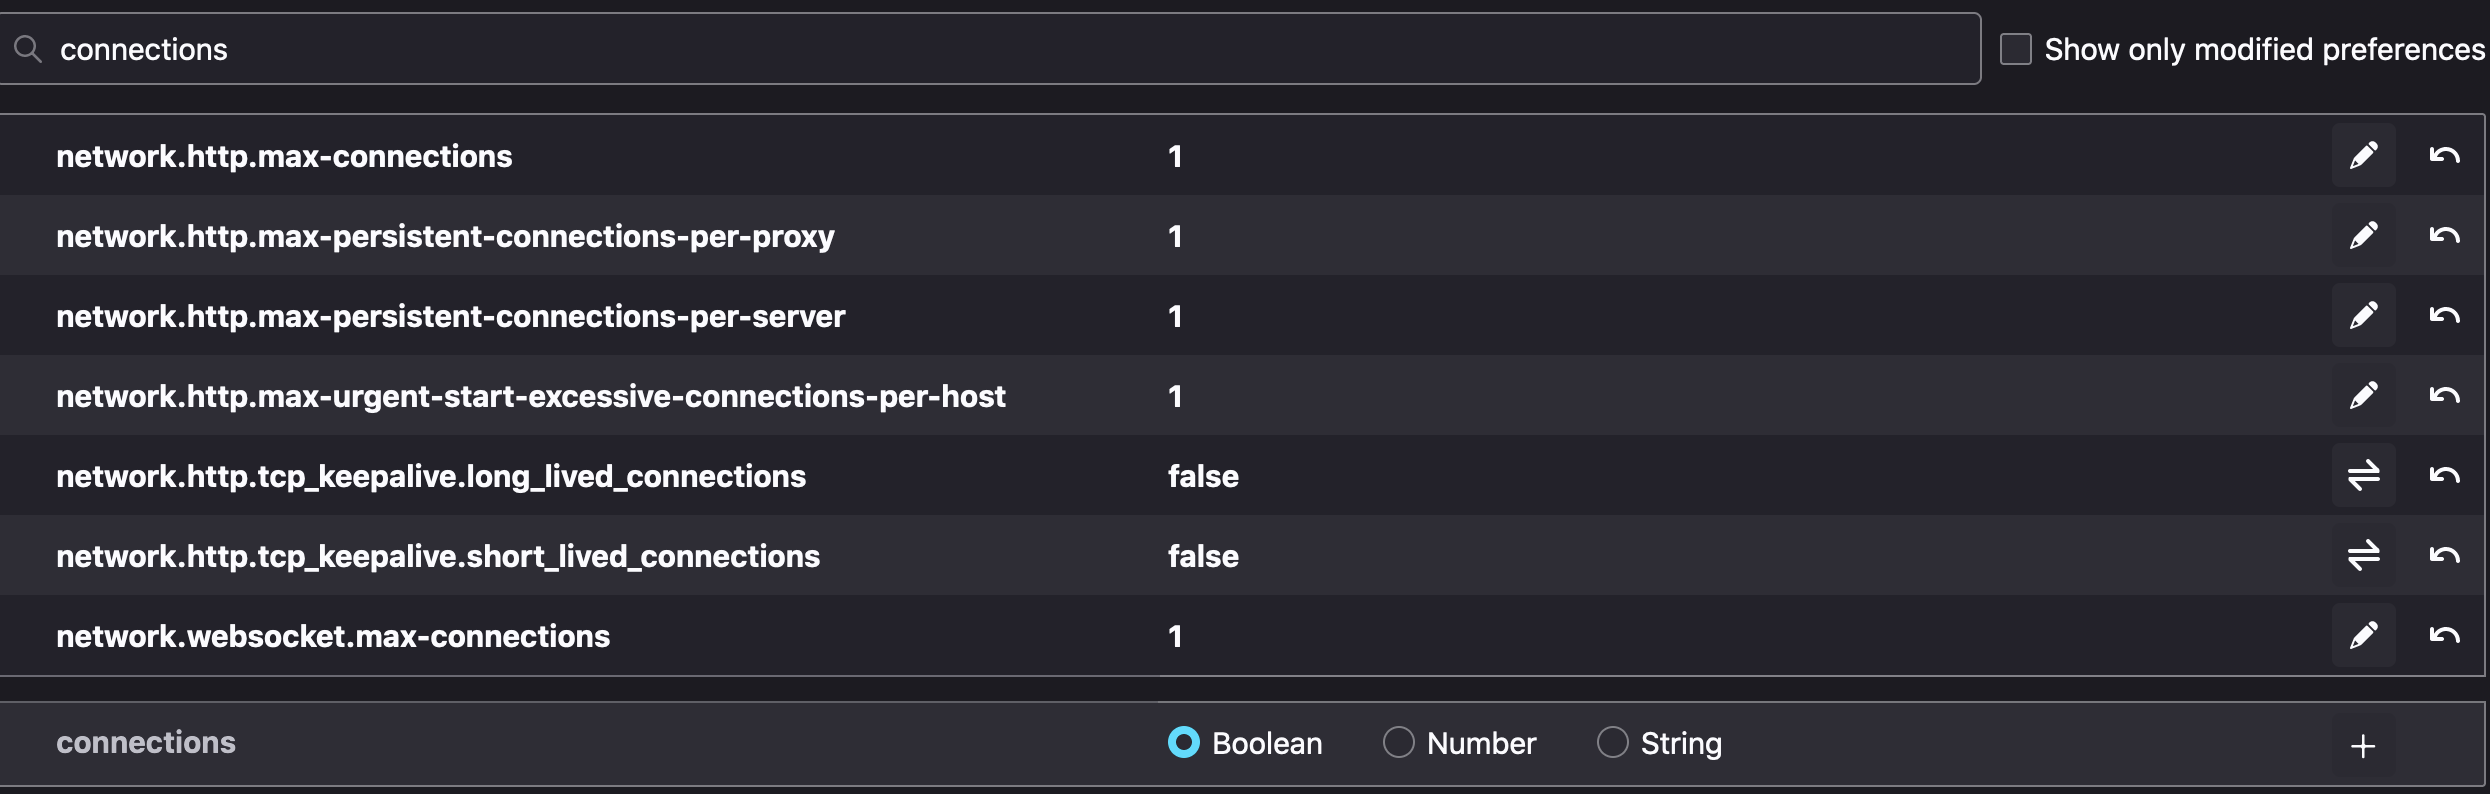 connections
Show only modified preferences
network.http.max-connections 1
network.http.max-persistent-connections-per-proxy 1
network.http.max-persistent-connections-per-server 1
network.http.max-urgent-start-excessive-connections-per-host 1
network.http.tcp_keepalive.long_lived_connections false
network.http.tcp_keepalive.short_lived_connections false
network.websocket.max-connections 1
connections Boolean Number String